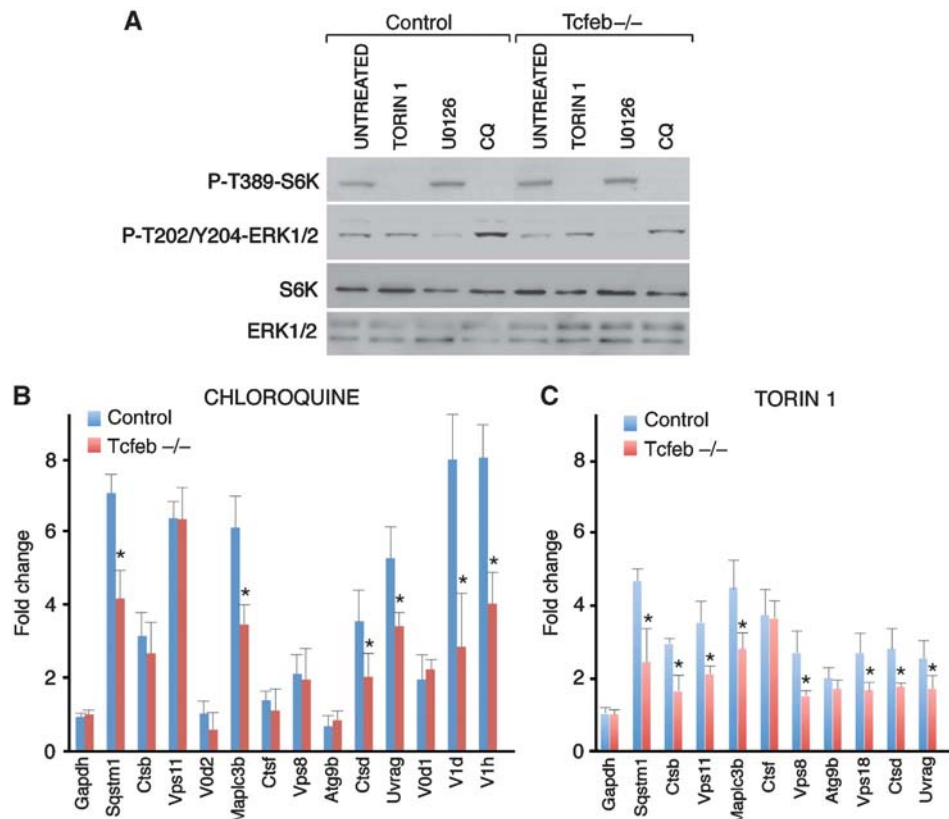 A
Control
Tcfeb–/–
UNTREATED
TORIN 1
U0126
CQ
UNTREATED
TORIN 1
U0126
CQ
P-T389-S6K
P-T202/Y204-ERK1/2
S6K
ERK1/2
B
CHLOROQUINE
Control
Tcfeb –/–
Fold change
8
6
4
2
0
*
*
*
*
*
*
Gapdh
Sqstm1
Ctsb
Vps11
V0d2
Maplc3b
Ctsf
Vps8
Atg9b
Ctsd
Uvrag
V0d1
V1d
V1h
C
TORIN 1
Control
Tcfeb –/–
Fold change
8
6
4
2
0
*
*
*
*
*
*
*
*
Gapdh
Sqstm1
Ctsb
Vps11
Maplc3b
Ctsf
Vps8
Atg9b
Vps18
Ctsd
Uvrag